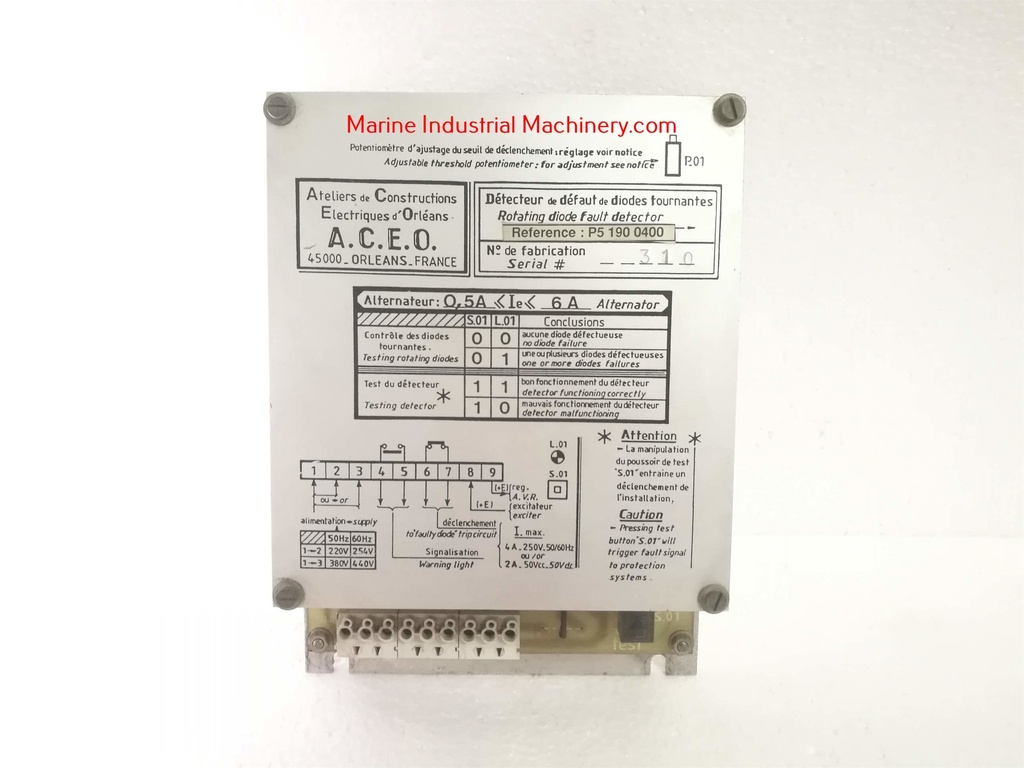 Marine Industrial Machinery.com
Potentiomètre d'ajustage du seuil de déclenchement : réglage voir notice
Adjustable threshold potentiometer ; for adjustment see notice
P.01
Ateliers de Constructions
Electriques d'Orléans
A.C.E.O.
45000_ORLEANS_FRANCE
Détecteur de défaut de diodes tournantes
Rotating diode fault detector
Reference : P5 190 0400
Nº de fabrication
Serial # _ _ 310
Alternateur: 0,5A ≤ Ie ≤ 6 A Alternator
S.01 L.01 Conclusions
Contrôle des diodes
tournantes.
Testing rotating diodes
0 0 aucune diode défectueuse
no diode failure
0 1 une ou plusieurs diodes défectueuses
one or more diodes failures
Test du détecteur
*
Testing detector
1 1 bon fonctionnement du détecteur
detector functioning correctly
1 0 mauvais fonctionnement du détecteur
detector malfunctioning
1 2 3 4 5 6 7 8 9
ou - or
(+E) reg.
A.V.R.
(+E) excitateur
exciter
L.01
S.01
alimentation - supply
50Hz 60Hz
1-2 220V 254V
1-3 380V 440V
déclenchement
to "faulty diode" trip circuit
Signalisation
Warning light
I. max.
4A_250V.50/60Hz
ou /or
2A_50Vcc_50Vdc
* Attention *
- La manipulation
du poussoir de test
"S.01" entraine un
déclenchement de
l'installation.
Caution
- Pressing test
button "S.01" will
trigger fault signal
to protection
systems.
S.01
Test